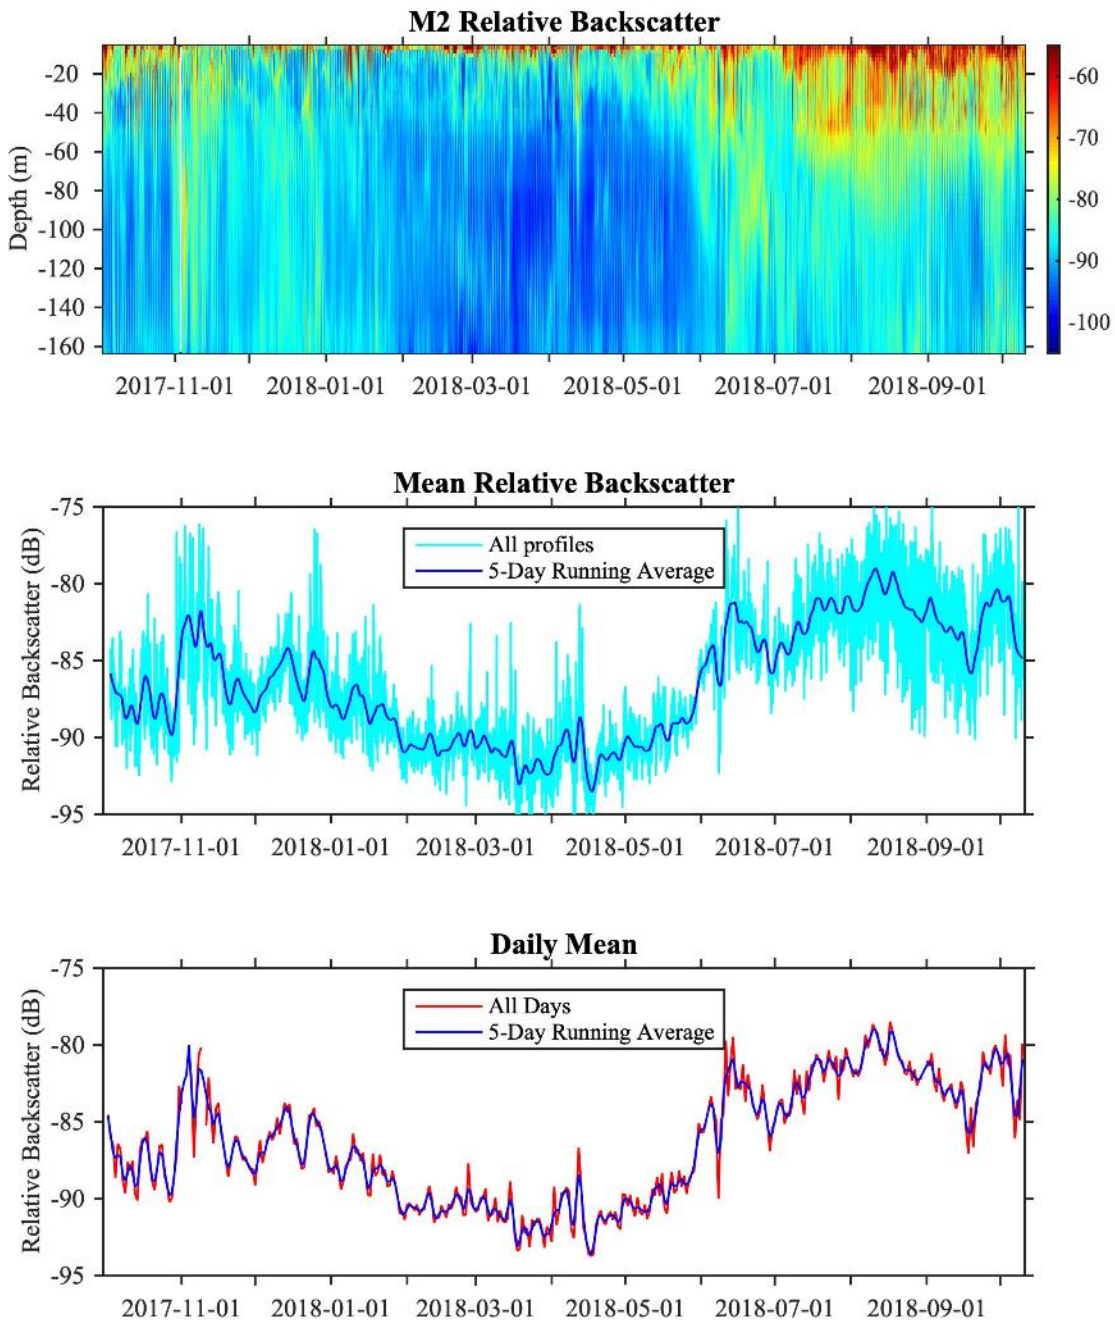 M2 Relative Backscatter
Depth (m)
-20
-40
-60
-80
-100
-120
-140
-160
2017-11-01 2018-01-01 2018-03-01 2018-05-01 2018-07-01 2018-09-01
-60
-70
-80
-90
-100
Mean Relative Backscatter
Relative Backscatter (dB)
-75
-80
-85
-90
-95
All profiles
5-Day Running Average
2017-11-01 2018-01-01 2018-03-01 2018-05-01 2018-07-01 2018-09-01
Daily Mean
Relative Backscatter (dB)
-75
-80
-85
-90
-95
All Days
5-Day Running Average
2017-11-01 2018-01-01 2018-03-01 2018-05-01 2018-07-01 2018-09-01